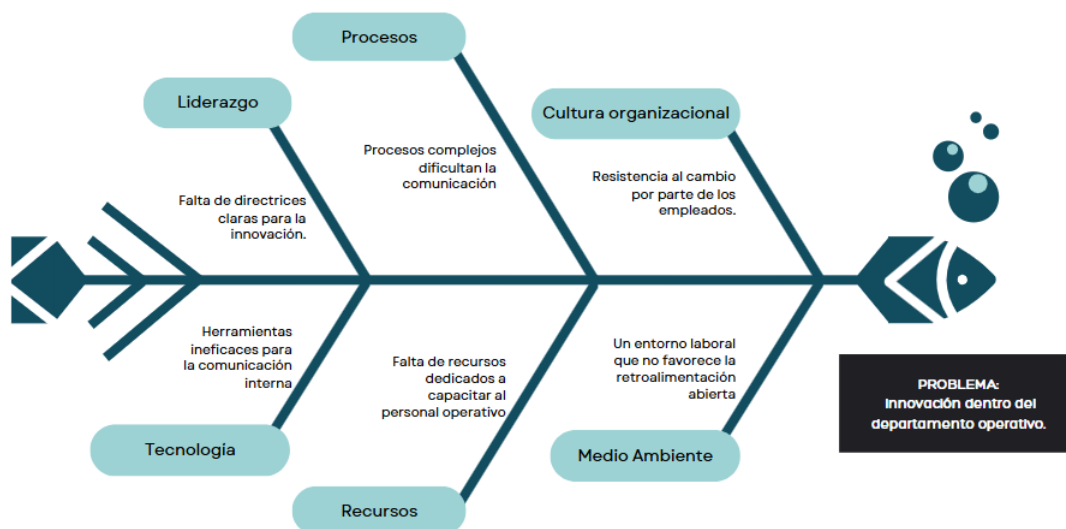 Procesos
Liderazgo
Cultura organizacional
Procesos complejos
dificultan la
comunicación
Resistencia al cambio
por parte de los
empleados.
Falta de directrices
claras para la
innovación.
Herramientas
ineficaces para
la comunicación
interna
Falta de recursos
dedicados a
capacitar al
personal operativo
Un entorno laboral
que no favorece la
retroalimentación
abierta
PROBLEMA:
Innovación dentro del
departamento operativo.
Tecnología
Medio Ambiente
Recursos